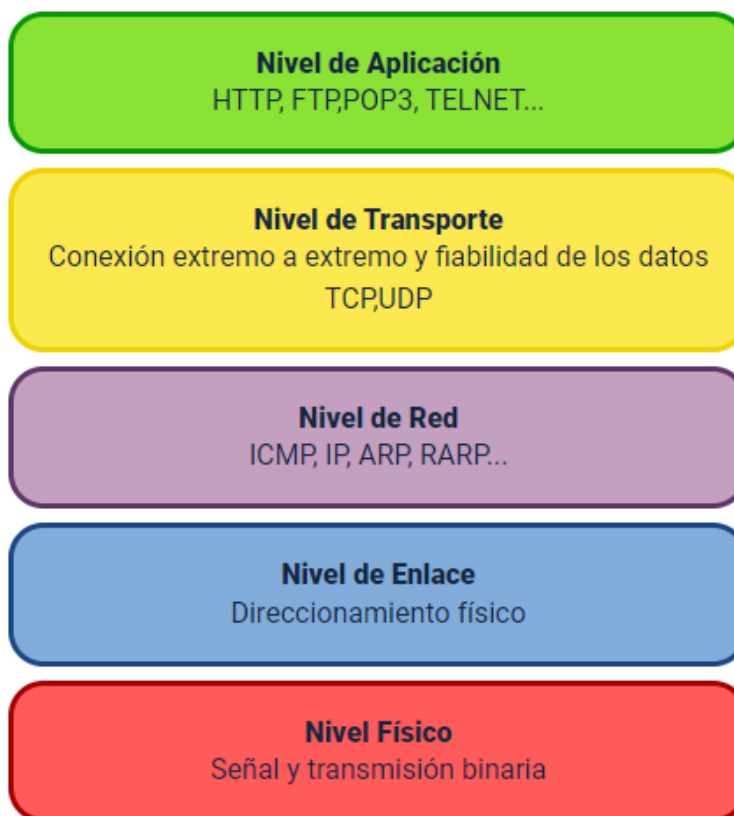 Nivel de Aplicación
HTTP, FTP,POP3, TELNET...
Nivel de Transporte
Conexión extremo a extremo y fiabilidad de los datos
TCP,UDP
Nivel de Red
ICMP, IP, ARP, RARP...
Nivel de Enlace
Direccionamiento físico
Nivel Físico
Señal y transmisión binaria